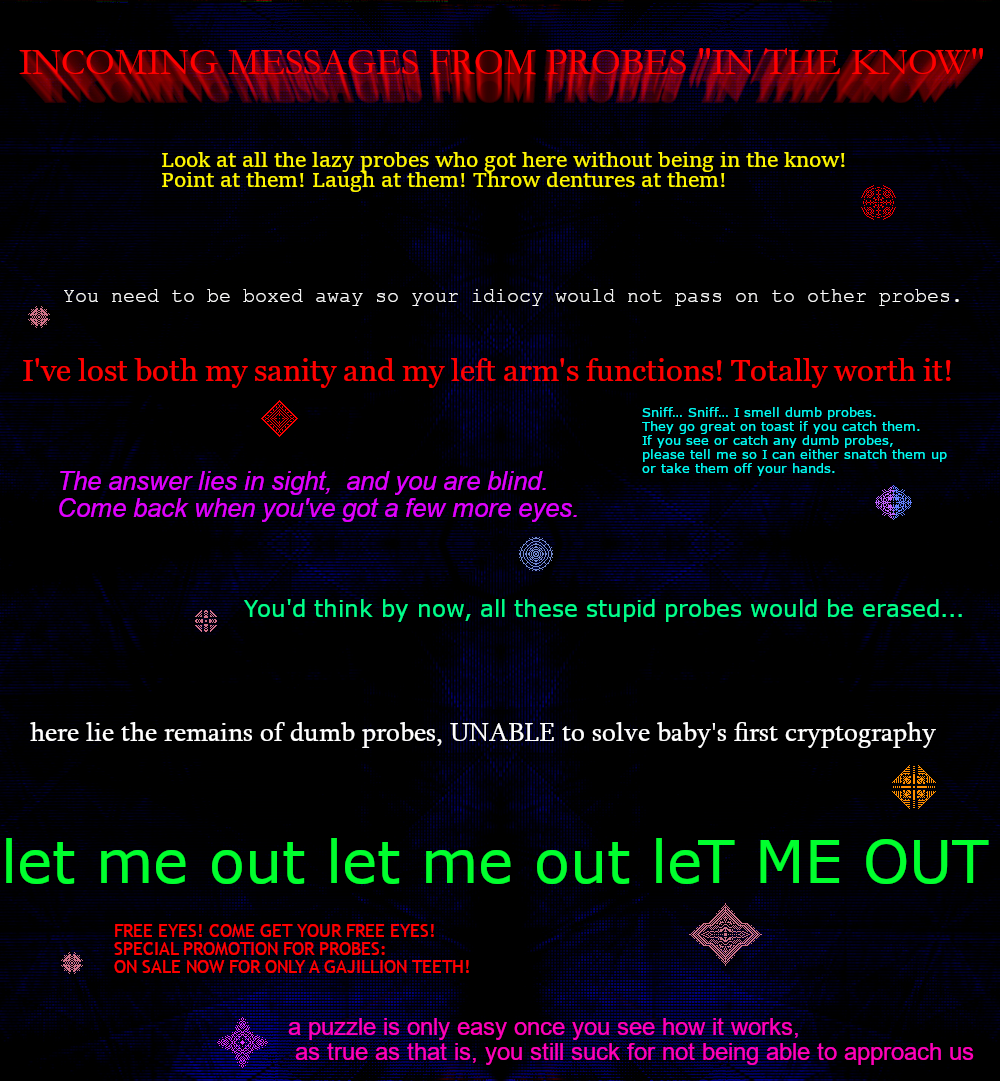 INCOMING MESSAGES FROM PROBES "IN THE KNOW"
Look at all the lazy probes who got here without being in the know!
Point at them! Laugh at them! Throw dentures at them!
You need to be boxed away so your idiocy would not pass on to other probes.
I've lost both my sanity and my left arm's functions! Totally worth it!
Sniff... Sniff... I smell dumb probes.
They go great on toast if you catch them.
If you see or catch any dumb probes,
please tell me so I can either snatch them up
or take them off your hands.
The answer lies in sight,  and you are blind.
Come back when you've got a few more eyes.
You'd think by now, all these stupid probes would be erased...
here lie the remains of dumb probes, UNABLE to solve baby's first cryptography
let me out let me out leT ME OUT
FREE EYES! COME GET YOUR FREE EYES!
SPECIAL PROMOTION FOR PROBES:
ON SALE NOW FOR ONLY A GAJILLION TEETH!
a puzzle is only easy once you see how it works,
as true as that is, you still suck for not being able to approach us